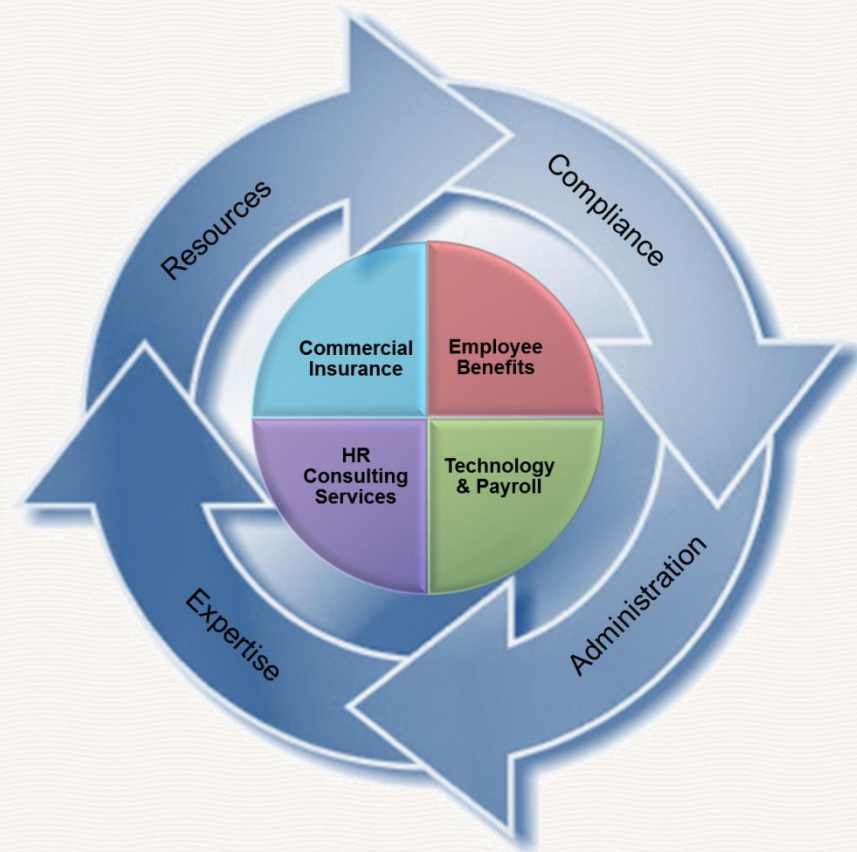 Resources
Compliance
Commercial
Insurance
Employee
Benefits
HR
Consulting
Services
Technology
& Payroll
Expertise
Administration